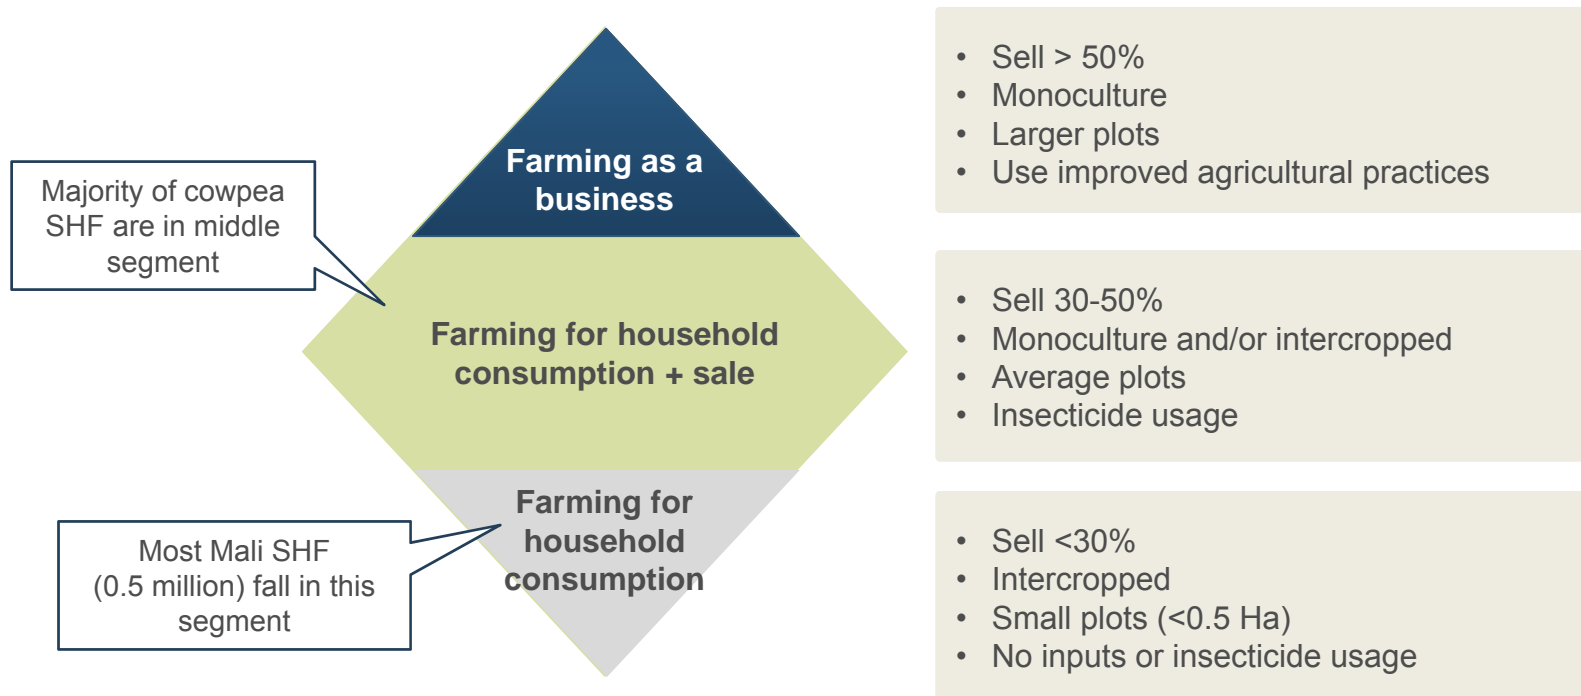 Farming as a
business
• Sell > 50%
• Monoculture
• Larger plots
• Use improved agricultural practices
Majority of cowpea
SHF are in middle
segment
Farming for household
consumption + sale
• Sell 30-50%
• Monoculture and/or intercropped
• Average plots
• Insecticide usage
Most Mali SHF
(0.5 million) fall in this
segment
Farming for
household
consumption
• Sell <30%
• Intercropped
• Small plots (<0.5 Ha)
• No inputs or insecticide usage